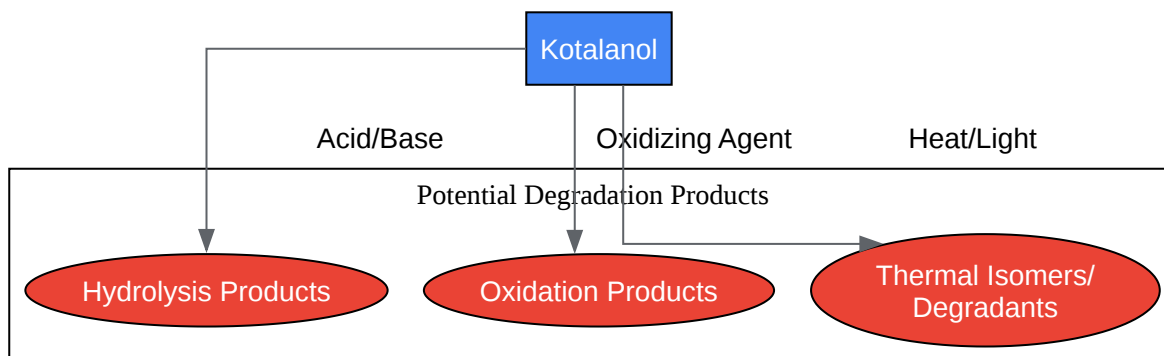 Kotalanol
Acid/Base
Oxidizing Agent
Heat/Light
Potential Degradation Products
Hydrolysis Products
Oxidation Products
Thermal Isomers/
Degradants